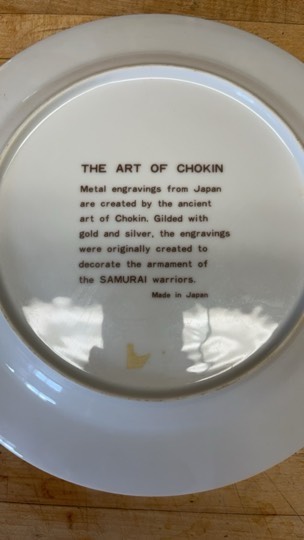 THE ART OF CHOKIN
Metal engravings from Japan
are created by the ancient
art of Chokin. Gilded with
gold and silver, the engravings
were originally created to
decorate the armament of
the SAMURAI warriors.
Made in Japan